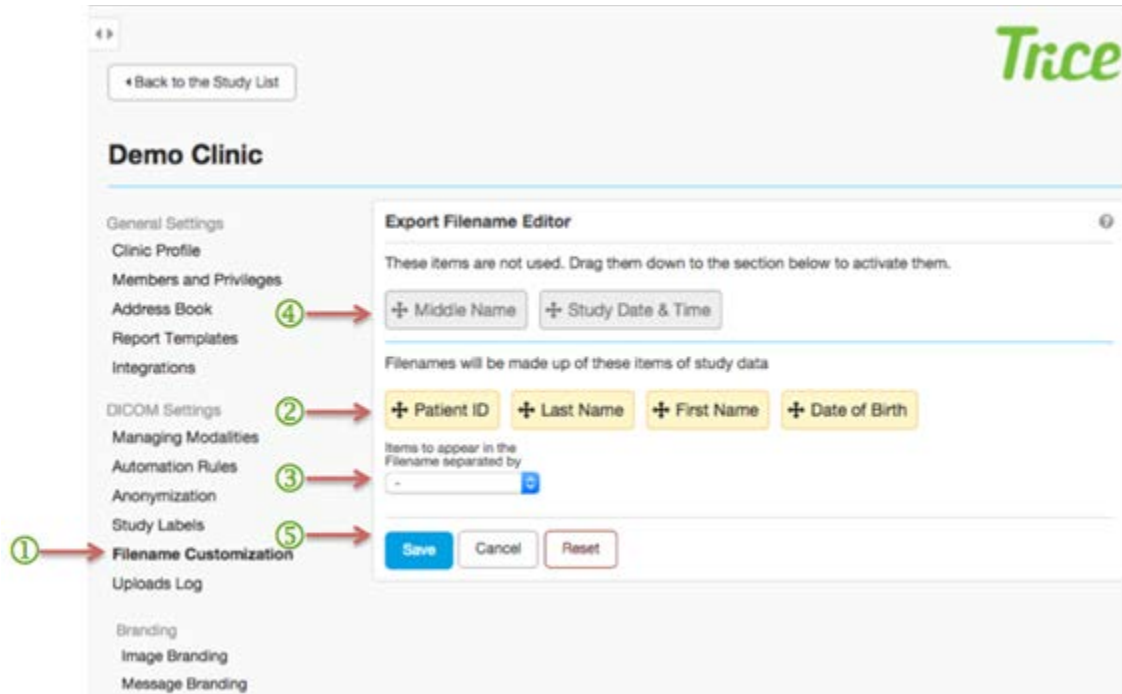 Trice
Back to the Study List
Demo Clinic
General Settings
Clinic Profile
Members and Privileges
Address Book
Report Templates
Integrations
DICOM Settings
Managing Modalities
Automation Rules
Anonymization
Study Labels
Filename Customization
Uploads Log
Branding
Image Branding
Message Branding
Export Filename Editor ?
These items are not used. Drag them down to the section below to activate them.
④ Middle Name Study Date & Time
Filenames will be made up of these items of study data
② Patient ID Last Name First Name Date of Birth
Items to appear in the
Filename separated by
③ -
⑤ Save Cancel Reset
①